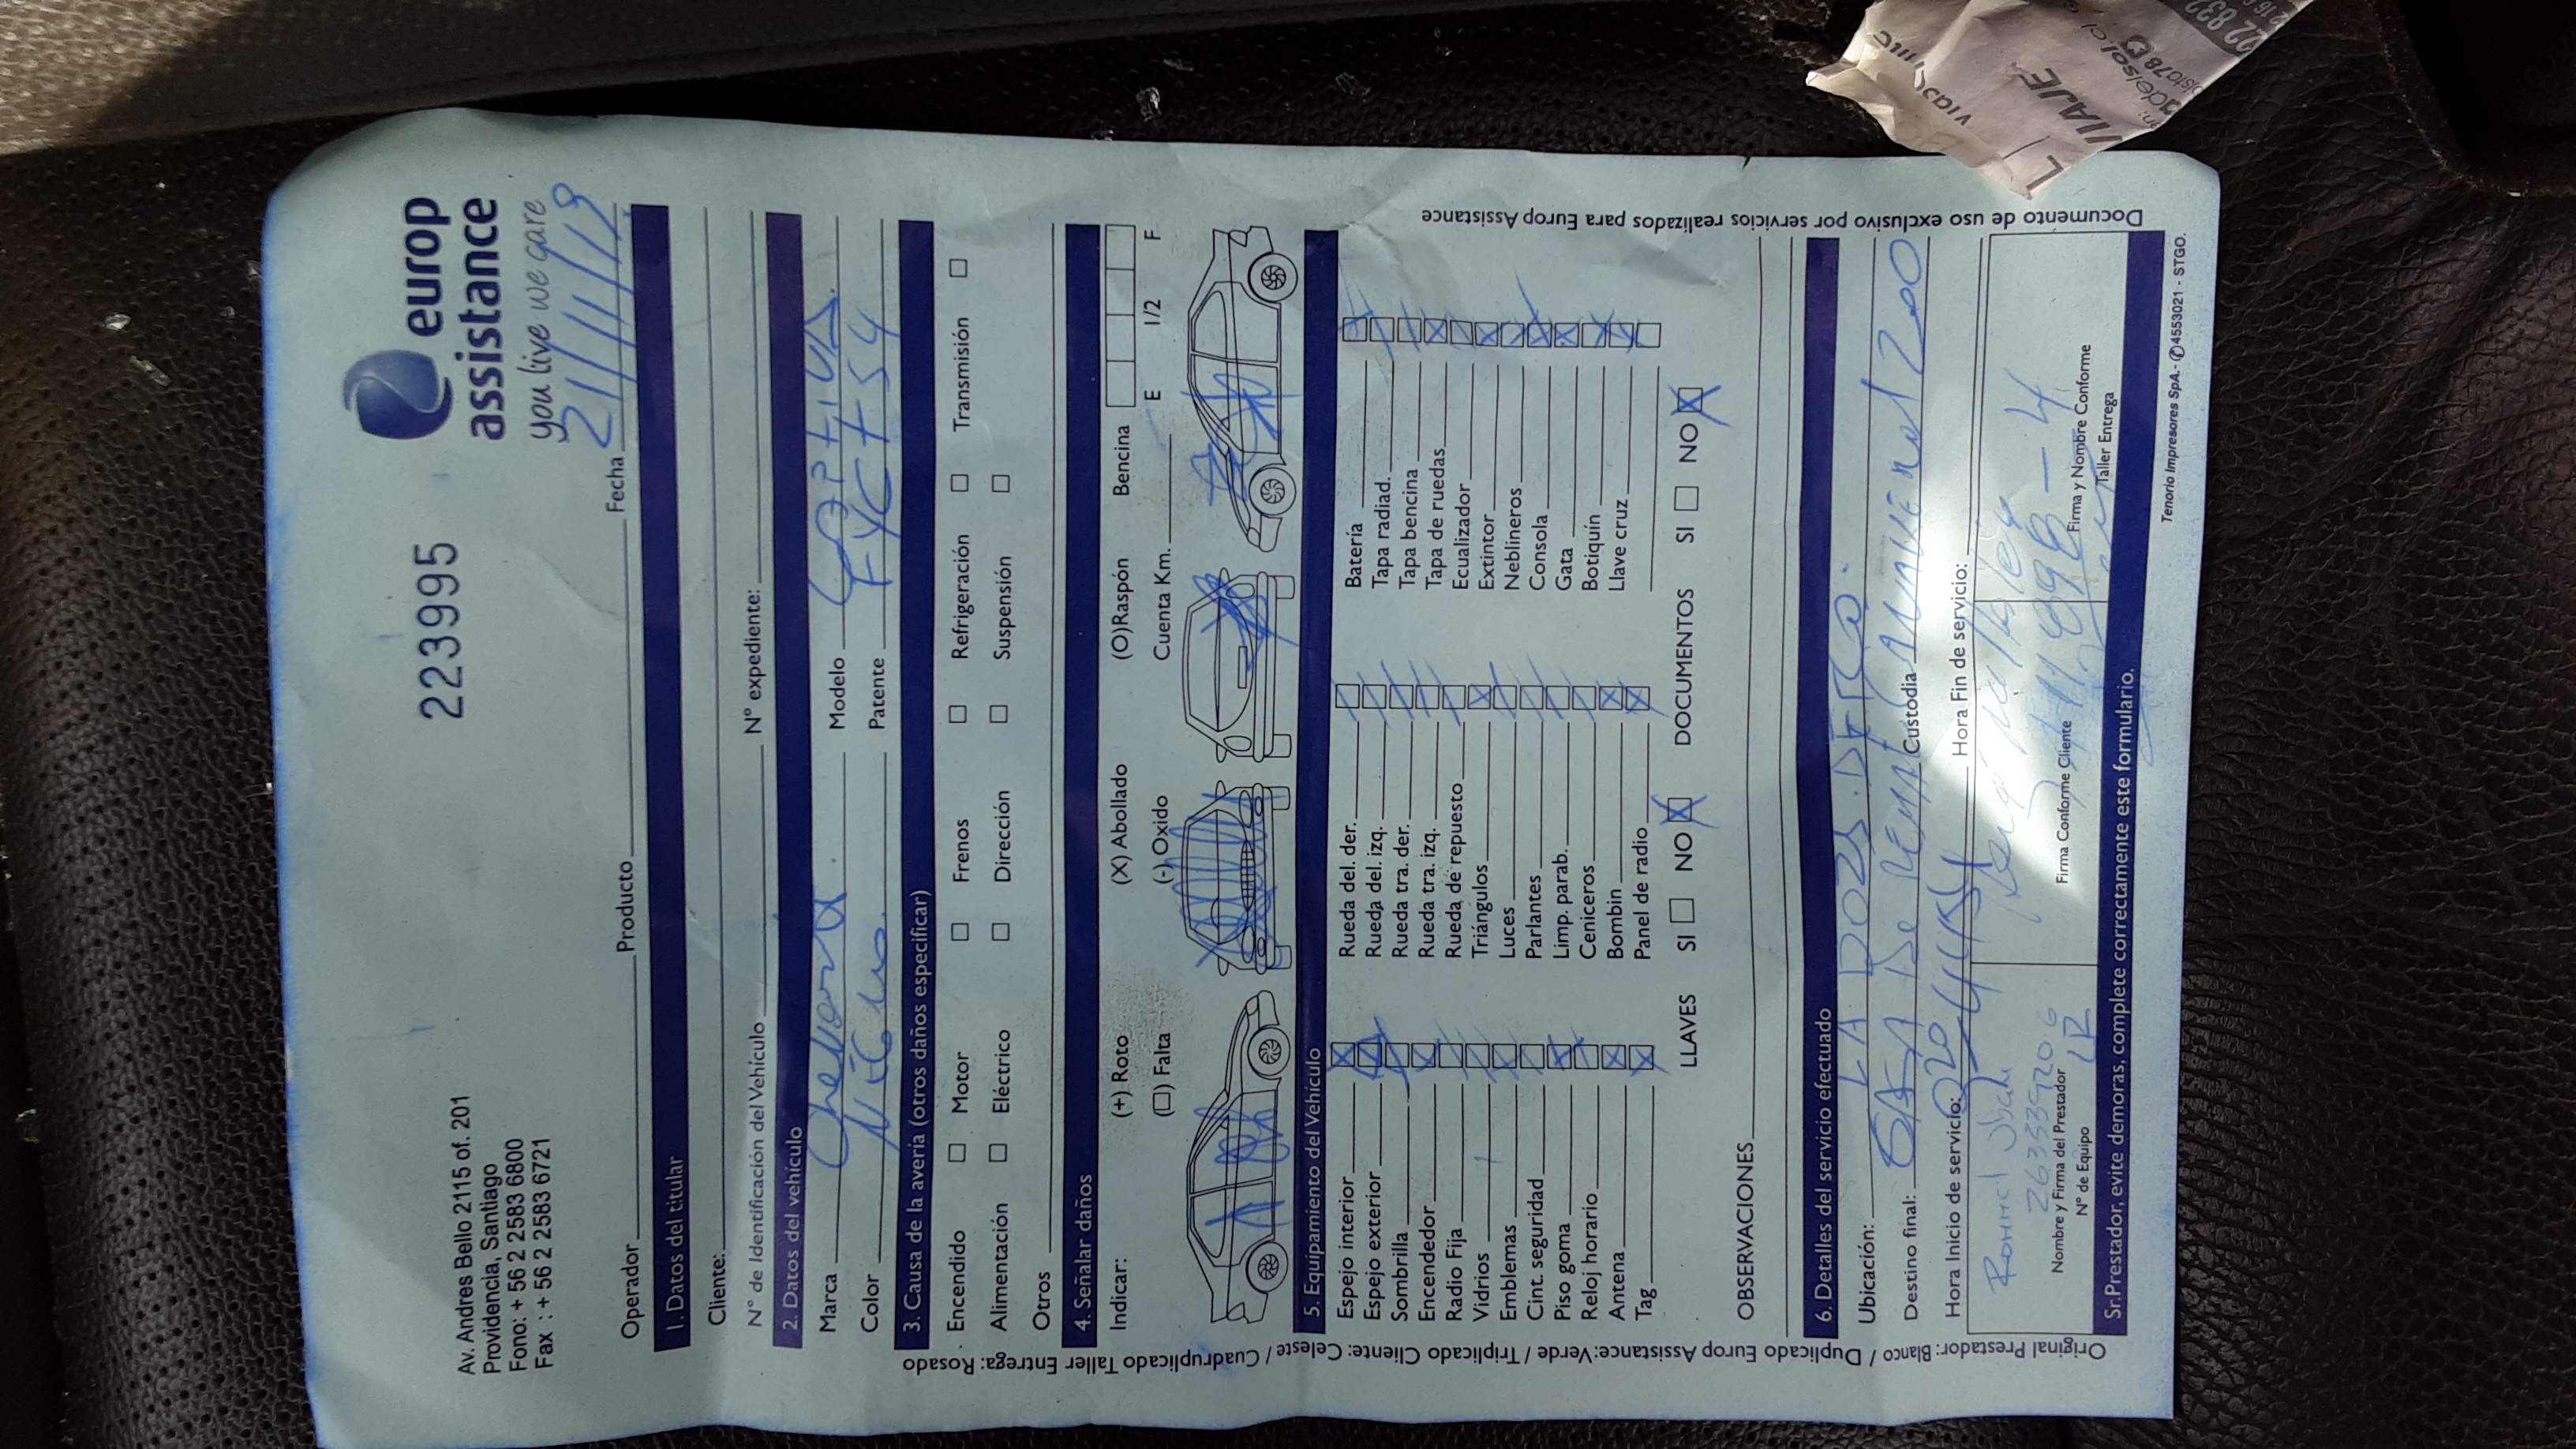 Av. Andres Bello 2115 of. 201
Providencia, Santiago
Fono: + 56 2 2583 6800
Fax : + 56 2 2583 6721
223995
europ
assistance
you live we care
Operador Producto Fecha 21/11/19
1. Datos del titular
Cliente:
N° de Identificación del Vehículo N° expediente:
2. Datos del vehículo
Marca Chevrolet Modelo Captiva
Color Negro Patente FYCT54
3. Causa de la avería (otros daños especificar)
Encendido Motor Frenos Refrigeración Transmisión
Alimentación Eléctrico Dirección Suspensión
Otros
4. Señalar daños
Indicar: (+) Roto (X) Abollado (O) Raspón Bencina
(□) Falta (-) Oxido Cuenta Km. E 1/2 F
5. Equipamiento del Vehículo
Espejo interior Rueda del. der. Batería
Espejo exterior Rueda del. izq. Tapa radiad.
Sombrilla Rueda tra. der. Tapa bencina
Encendedor Rueda tra. izq. Tapa de ruedas
Radio Fija Rueda de repuesto Ecualizador
Vidrios Triángulos Extintor
Emblemas Luces Neblineros
Cint. seguridad Parlantes Consola
Piso goma Limp. parab. Gata
Reloj horario Ceniceros Botiquín
Antena Bombin Llave cruz
Tag Panel de radio
LLAVES SI NO X DOCUMENTOS SI NO X
OBSERVACIONES
6. Detalles del servicio efectuado
Ubicación: LA
Destino final: DE Custodia 200
Hora Inicio de servicio: Hora Fin de servicio:
Nombre y Firma del Prestador Firma Conforme Cliente Firma y Nombre Conforme
N° de Equipo Taller Entrega
Sr. Prestador, evite demoras, complete correctamente este formulario.
Tenorio Impresores SpA. - ✆ 4553021 - STGO.
Original Prestador: Blanco / Duplicado Europ Assistance: Verde / Triplicado Cliente: Celeste / Cuadruplicado Taller Entrega: Rosado
Documento de uso exclusivo por servicios realizados para Europ Assistance
VIAJE